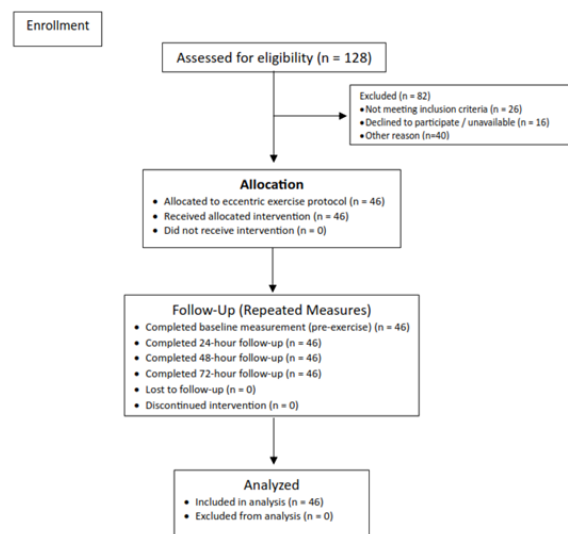 Enrollment
Assessed for eligibility (n = 128)
Excluded (n = 82)
•Not meeting inclusion criteria (n = 26)
•Declined to participate / unavailable (n = 16)
•Other reason (n=40)
Allocation
• Allocated to eccentric exercise protocol (n = 46)
• Received allocated intervention (n = 46)
• Did not receive intervention (n = 0)
Follow-Up (Repeated Measures)
• Completed baseline measurement (pre-exercise) (n = 46)
• Completed 24-hour follow-up (n = 46)
• Completed 48-hour follow-up (n = 46)
• Completed 72-hour follow-up (n = 46)
• Lost to follow-up (n = 0)
• Discontinued intervention (n = 0)
Analyzed
• Included in analysis (n = 46)
• Excluded from analysis (n = 0)